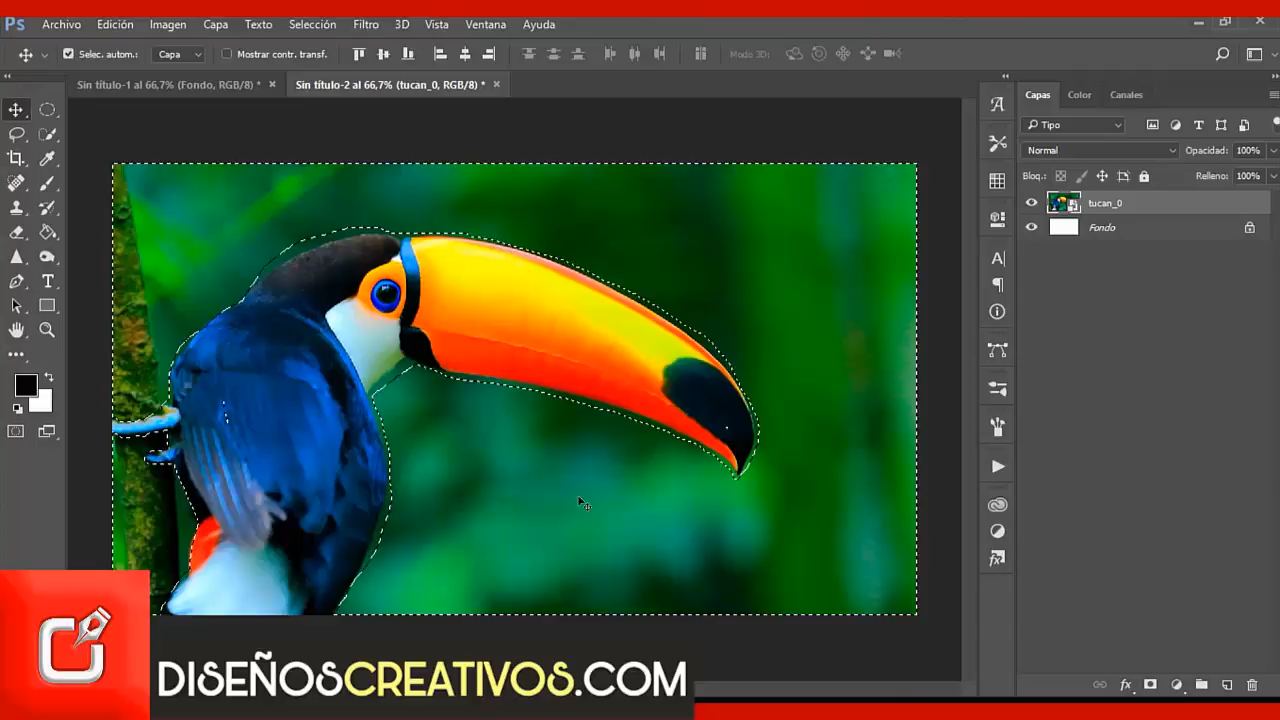 Ps Archivo Edición Imagen Capa Texto Selección Filtro 3D Vista Ventana Ayuda
Selec. autom.: Capa Mostrar contr. transf. Modo 3D:
Sin título-1 al 66,7% (Fondo, RGB/8) * Sin título-2 al 66,7% (tucan_0, RGB/8) *
Capas Color Canales
Tipo
Normal Opacidad: 100%
Bloq.: Relleno: 100%
tucan_0
Fondo
DISEÑOSCREATIVOS.COM